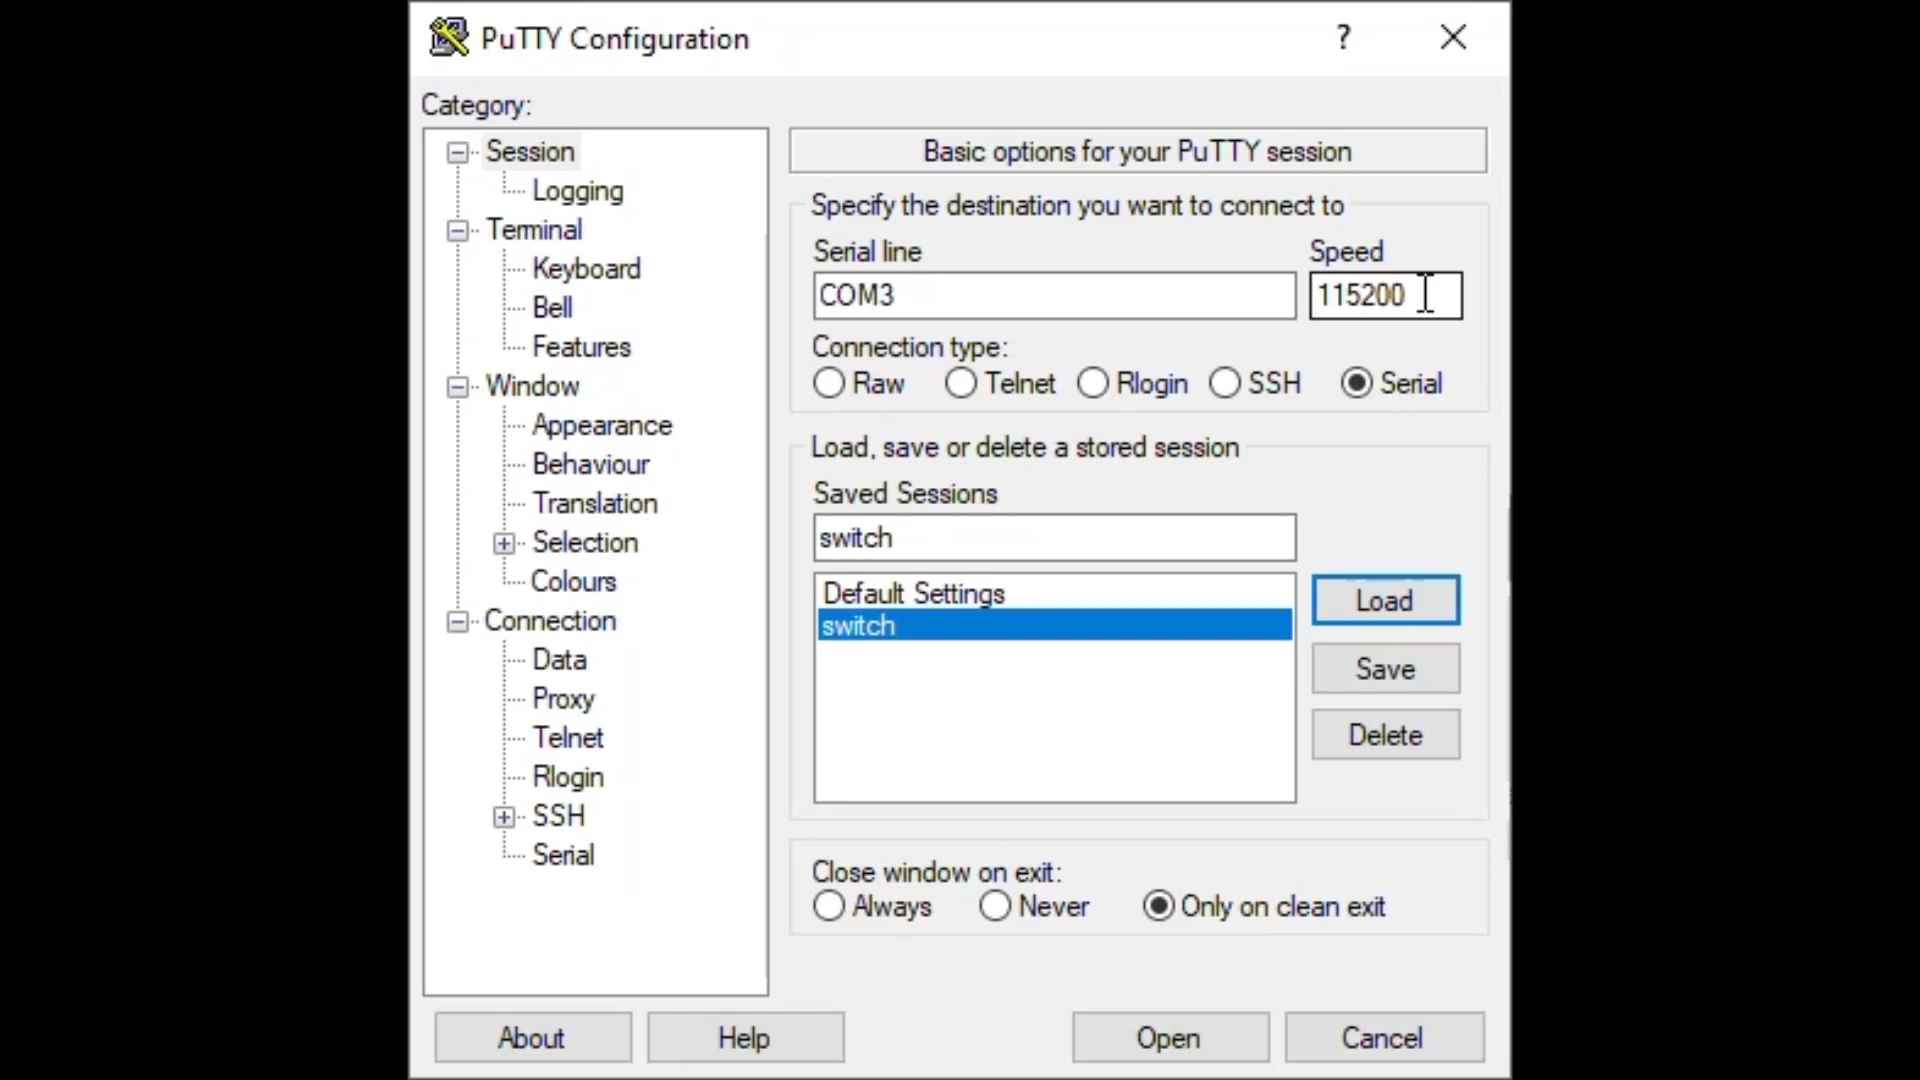 PuTTY Configuration
?
Category:
Session
Logging
Terminal
Keyboard
Bell
Features
Window
Appearance
Behaviour
Translation
Selection
Colours
Connection
Data
Proxy
Telnet
Rlogin
SSH
Serial
Basic options for your PuTTY session
Specify the destination you want to connect to
Serial line Speed
COM3 115200
Connection type:
Raw Telnet Rlogin SSH Serial
Load, save or delete a stored session
Saved Sessions
switch
Default Settings
switch
Load
Save
Delete
Close window on exit:
Always Never Only on clean exit
About Help Open Cancel